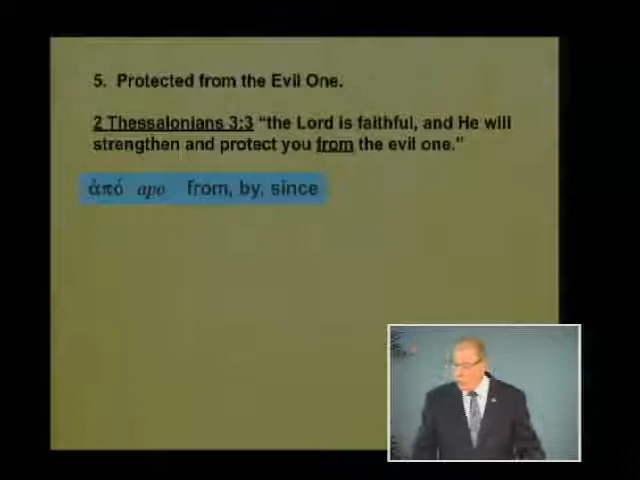 5. Protected from the Evil One.
2 Thessalonians 3:3 “the Lord is faithful, and He will
strengthen and protect you from the evil one.”
ἀπό apo from, by, since